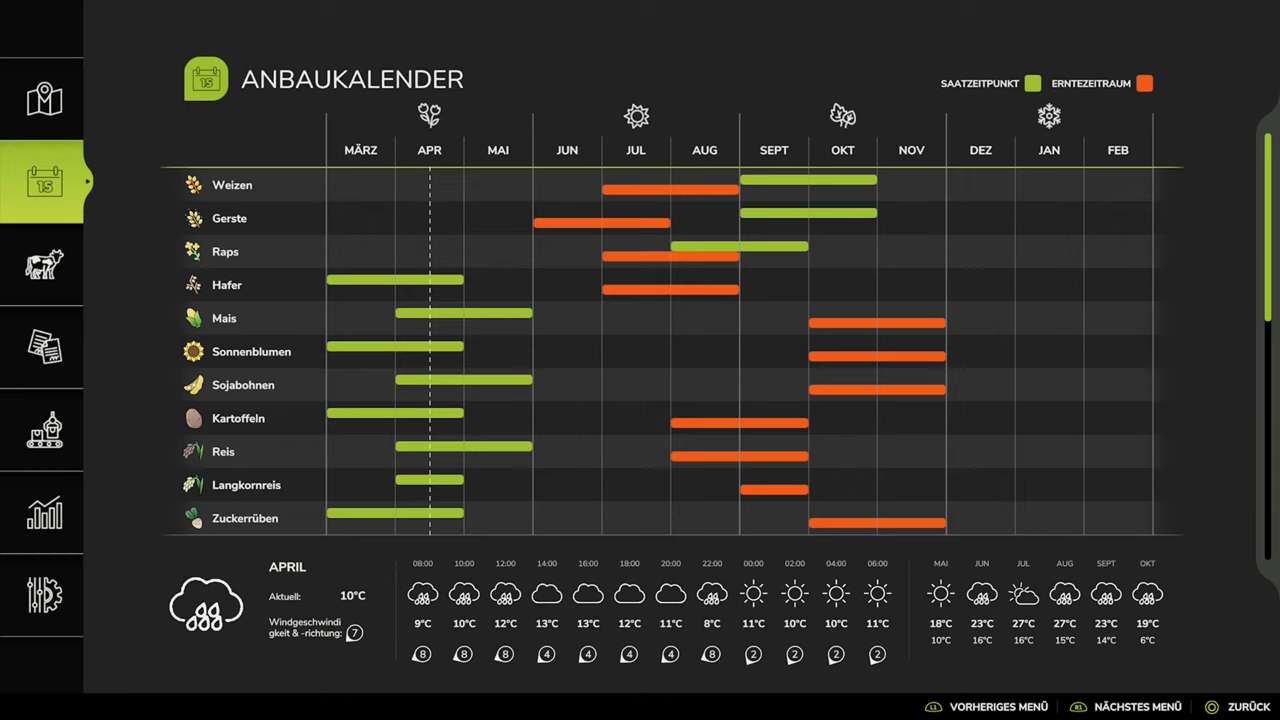 ANBAUKALENDER
SAATZEITPUNKT ERNTEZEITRAUM
MÄRZ APR MAI JUN JUL AUG SEPT OKT NOV DEZ JAN FEB
Weizen
Gerste
Raps
Hafer
Mais
Sonnenblumen
Sojabohnen
Kartoffeln
Reis
Langkornreis
Zuckerrüben
APRIL
Aktuell: 10°C
Windgeschwindi
gkeit & -richtung: 7
08:00 10:00 12:00 14:00 16:00 18:00 20:00 22:00 00:00 02:00 04:00 06:00
9°C 10°C 12°C 13°C 13°C 12°C 11°C 8°C 11°C 10°C 10°C 11°C
8 8 8 4 4 4 4 8 2 2 2 2
MAI JUN JUL AUG SEPT OKT
18°C 23°C 27°C 27°C 23°C 19°C
10°C 16°C 16°C 15°C 14°C 6°C
15
15
L1 VORHERIGES MENÜ R1 NÄCHSTES MENÜ ZURÜCK